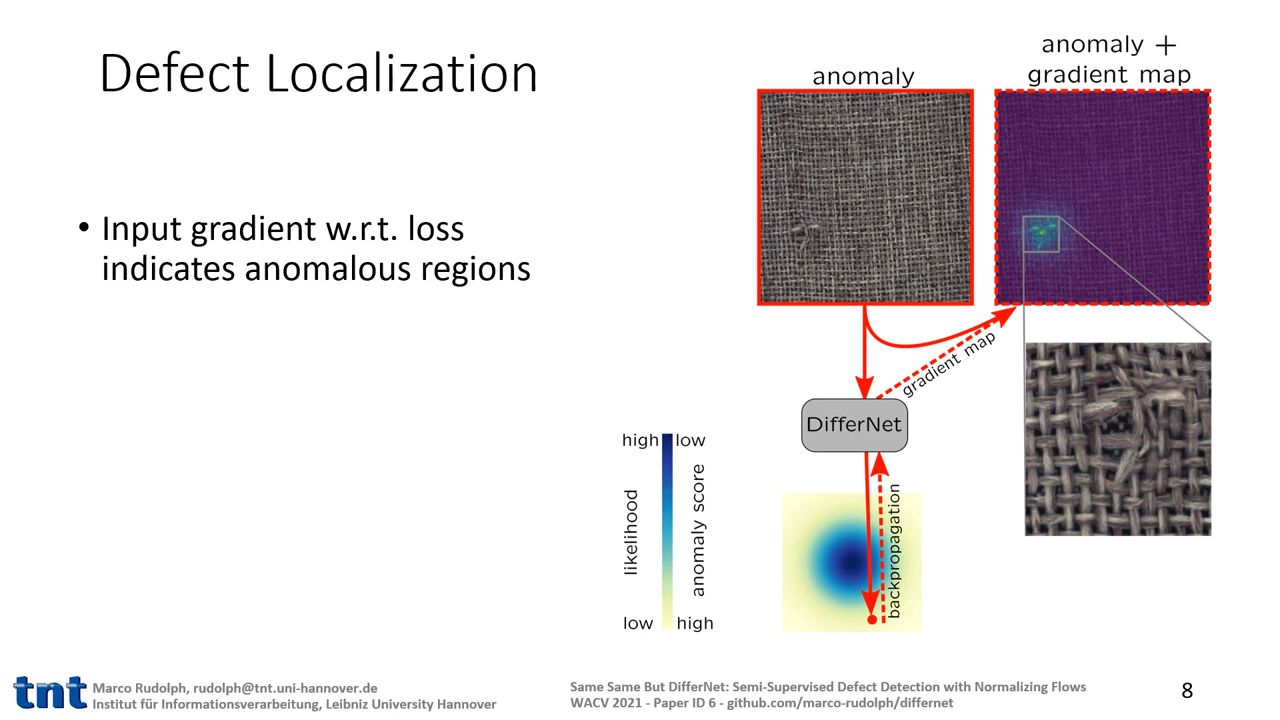 Defect Localization
• Input gradient w.r.t. loss
indicates anomalous regions
anomaly
anomaly +
gradient map
gradient map
DifferNet
backpropagation
high low
likelihood
anomaly score
low high
tnt
Marco Rudolph, rudolph@tnt.uni-hannover.de
Institut für Informationsverarbeitung, Leibniz University Hannover
Same Same But DifferNet: Semi-Supervised Defect Detection with Normalizing Flows
WACV 2021 - Paper ID 6 - github.com/marco-rudolph/differnet
8